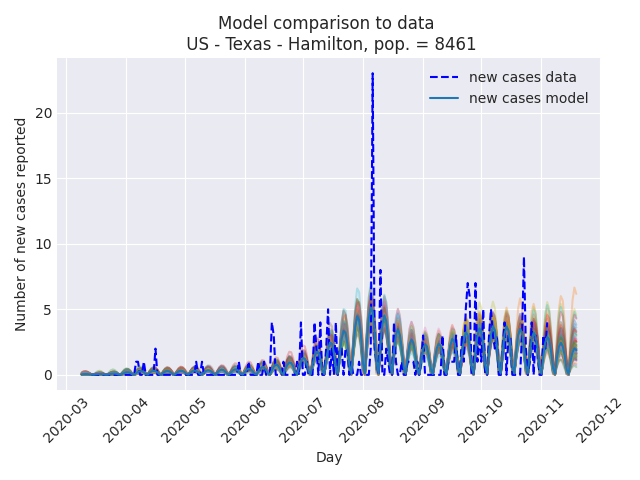 Model comparison to data
US - Texas - Hamilton, pop. = 8461
new cases data
new cases model
Number of new cases reported
20
15
10
5
0
2020-03
2020-04
2020-05
2020-06
2020-07
2020-08
2020-09
2020-10
2020-11
2020-12
Day